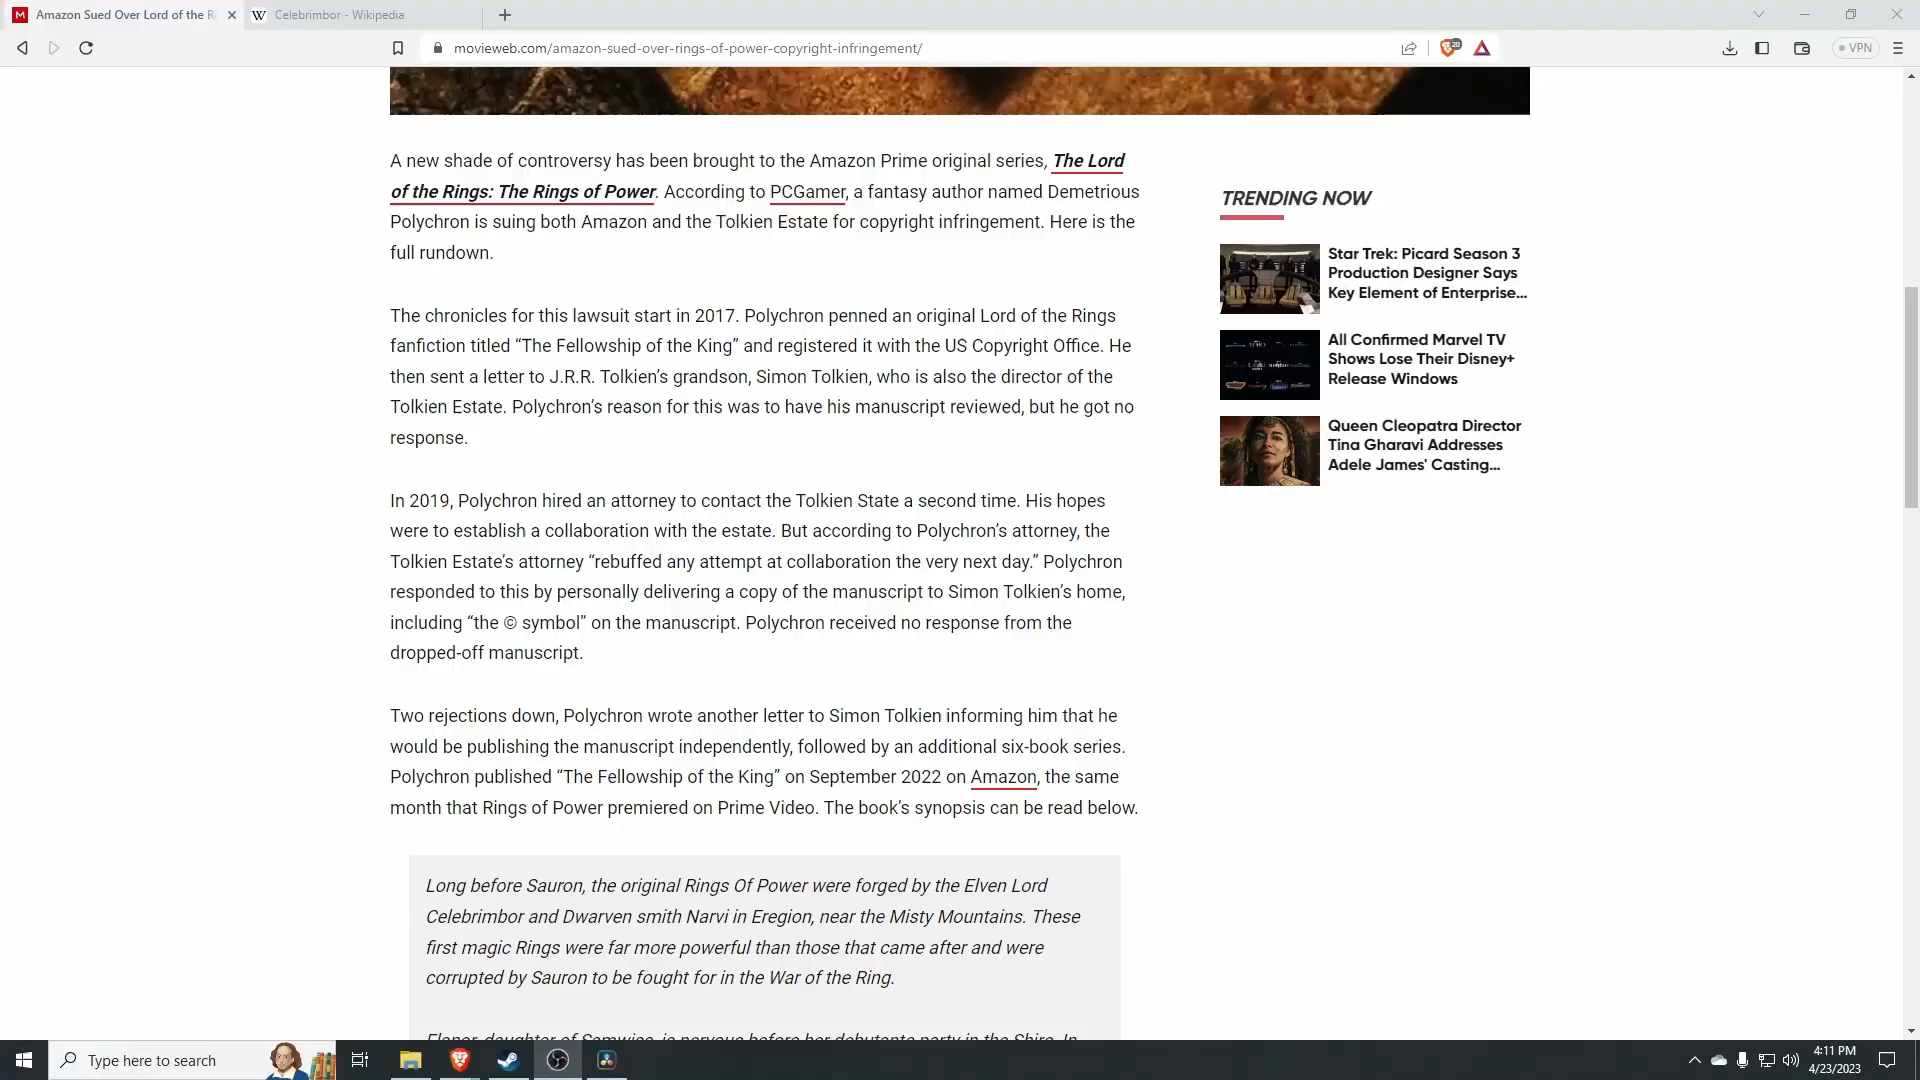 Amazon Sued Over Lord of the Ri
Celebrimbor - Wikipedia
movieweb.com/amazon-sued-over-rings-of-power-copyright-infringement/
VPN
A new shade of controversy has been brought to the Amazon Prime original series, The Lord
of the Rings: The Rings of Power. According to PCGamer, a fantasy author named Demetrious
Polychron is suing both Amazon and the Tolkien Estate for copyright infringement. Here is the
full rundown.
The chronicles for this lawsuit start in 2017. Polychron penned an original Lord of the Rings
fanfiction titled “The Fellowship of the King” and registered it with the US Copyright Office. He
then sent a letter to J.R.R. Tolkien’s grandson, Simon Tolkien, who is also the director of the
Tolkien Estate. Polychron’s reason for this was to have his manuscript reviewed, but he got no
response.
In 2019, Polychron hired an attorney to contact the Tolkien State a second time. His hopes
were to establish a collaboration with the estate. But according to Polychron’s attorney, the
Tolkien Estate’s attorney “rebuffed any attempt at collaboration the very next day.” Polychron
responded to this by personally delivering a copy of the manuscript to Simon Tolkien’s home,
including “the © symbol” on the manuscript. Polychron received no response from the
dropped-off manuscript.
Two rejections down, Polychron wrote another letter to Simon Tolkien informing him that he
would be publishing the manuscript independently, followed by an additional six-book series.
Polychron published “The Fellowship of the King” on September 2022 on Amazon, the same
month that Rings of Power premiered on Prime Video. The book’s synopsis can be read below.
Long before Sauron, the original Rings Of Power were forged by the Elven Lord
Celebrimbor and Dwarven smith Narvi in Eregion, near the Misty Mountains. These
first magic Rings were far more powerful than those that came after and were
corrupted by Sauron to be fought for in the War of the Ring.
Elanor, daughter of Samwise, is nervous before her debutante party in the Shire. In
TRENDING NOW
Star Trek: Picard Season 3
Production Designer Says
Key Element of Enterprise...
All Confirmed Marvel TV
Shows Lose Their Disney+
Release Windows
Queen Cleopatra Director
Tina Gharavi Addresses
Adele James' Casting...
Type here to search
4:11 PM
4/23/2023